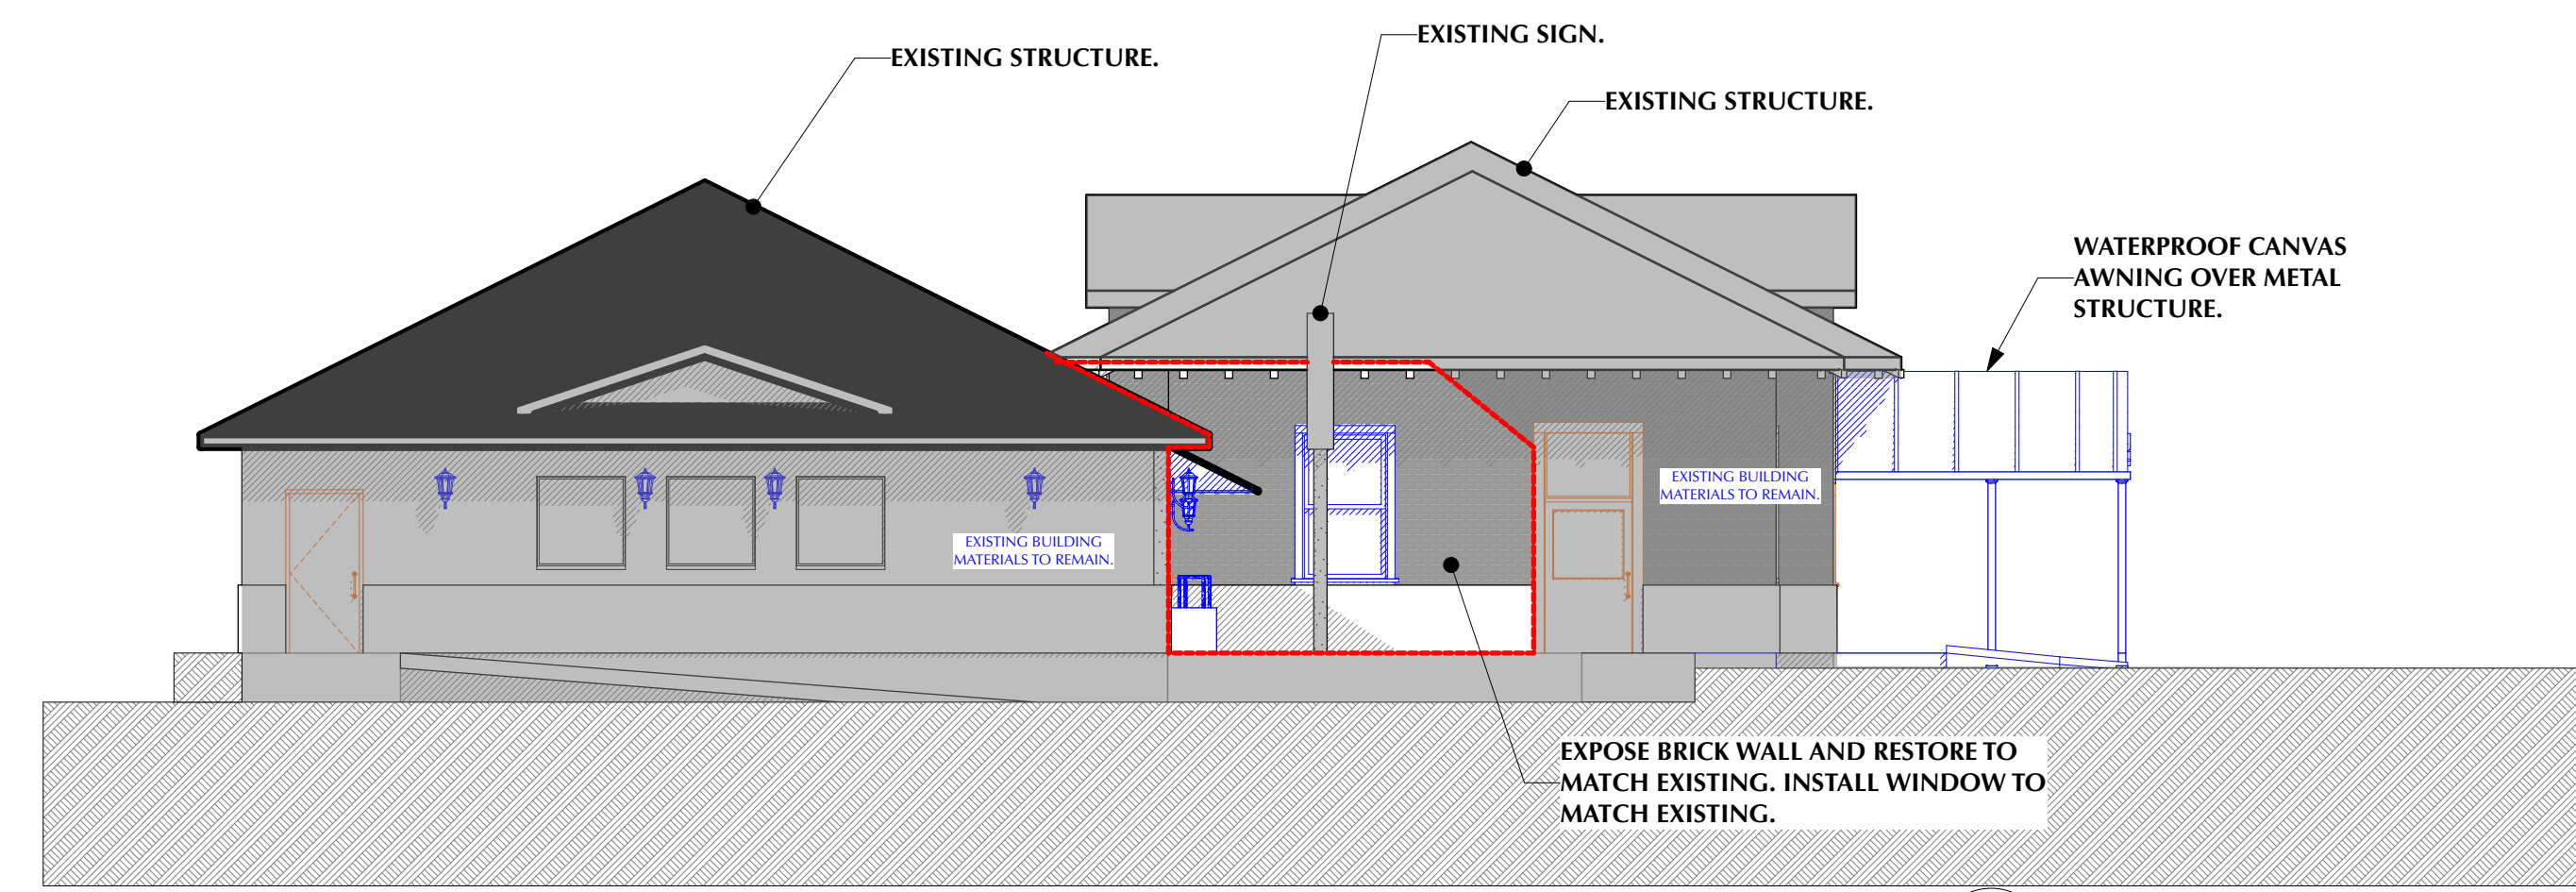 EXISTING STRUCTURE.
EXISTING SIGN.
EXISTING STRUCTURE.
WATERPROOF CANVAS
AWNING OVER METAL
STRUCTURE.
EXISTING BUILDING
MATERIALS TO REMAIN.
EXISTING BUILDING
MATERIALS TO REMAIN.
EXPOSE BRICK WALL AND RESTORE TO
MATCH EXISTING. INSTALL WINDOW TO
MATCH EXISTING.